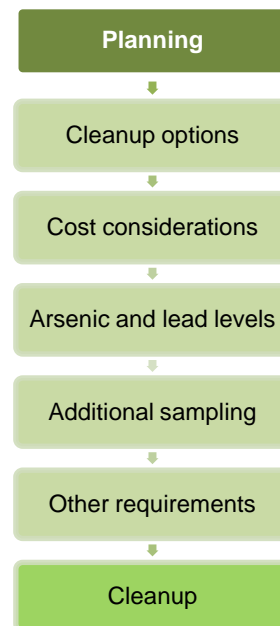 Planning
Cleanup options
Cost considerations
Arsenic and lead levels
Additional sampling
Other requirements
Cleanup